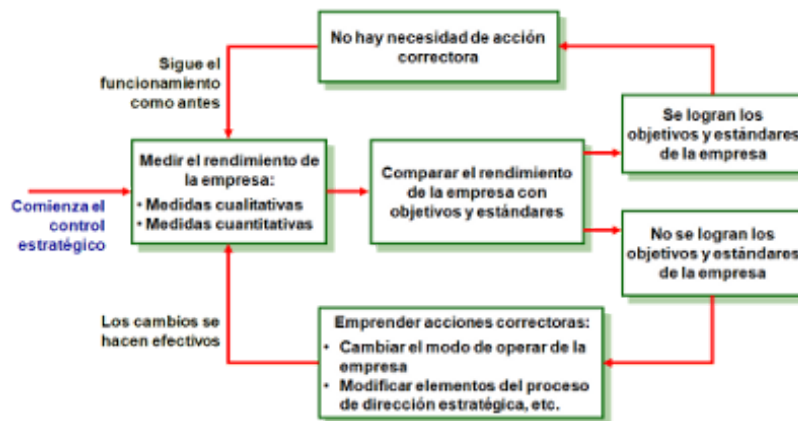 No hay necesidad de acción
correctora
Sigue el
funcionamiento
como antes
Se logran los
objetivos y estándares
de la empresa
Medir el rendimiento de
la empresa:
• Medidas cualitativas
• Medidas cuantitativas
Comparar el rendimiento
de la empresa con
objetivos y estándares
Comienza el
control
estratégico
No se logran los
objetivos y estándares
de la empresa
Los cambios se
hacen efectivos
Emprender acciones correctoras:
• Cambiar el modo de operar de la
empresa
• Modificar elementos del proceso
de dirección estratégica, etc.